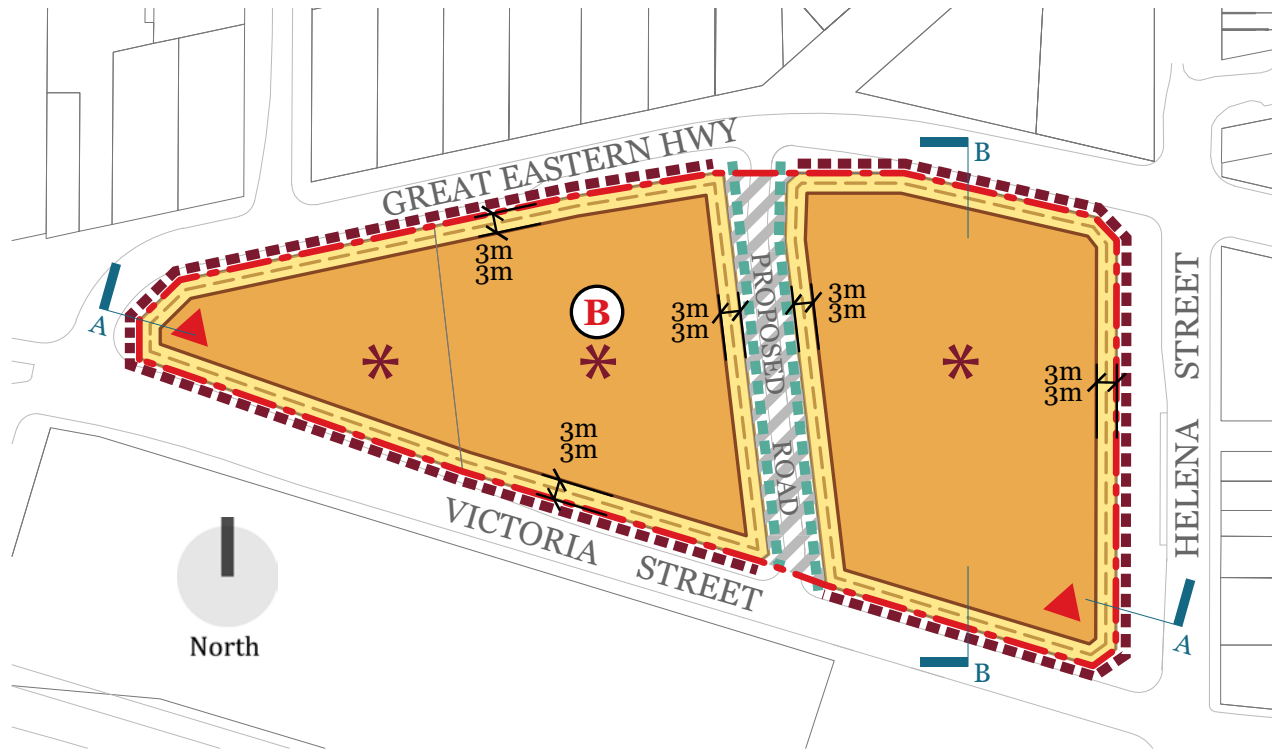 GREAT EASTERN HWY
B
A
3m
3m
B
3m
3m
3m
3m
PROPOSED ROAD
3m
3m
HELENA STREET
3m
3m
VICTORIA STREET
A
B
North